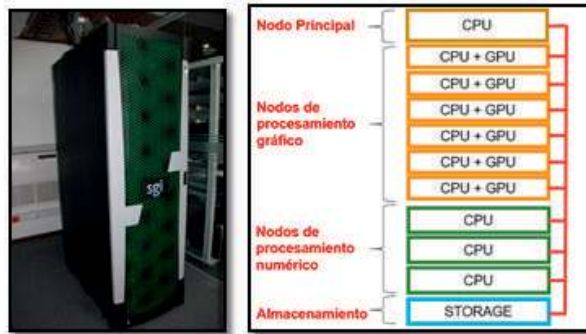 sgi
Nodo Principal
CPU
CPU + GPU
CPU + GPU
Nodos de
procesamiento
gráfico
CPU + GPU
CPU + GPU
CPU + GPU
CPU + GPU
Nodos de
procesamiento
numérico
CPU
CPU
CPU
Almacenamiento
STORAGE